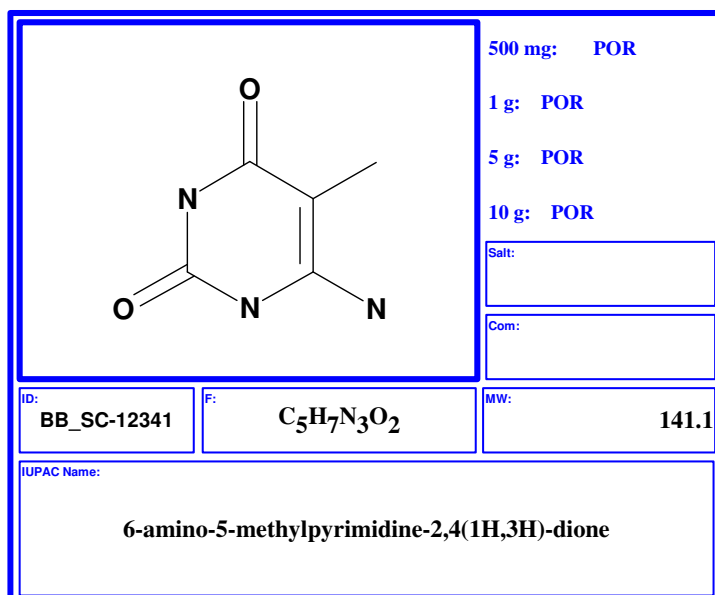 O
N
O
N
N
500 mg: POR
1 g: POR
5 g: POR
10 g: POR
Salt:
Com:
ID:
BB_SC-12341
F:
C5H7N3O2
MW:
141.1
IUPAC Name:
6-amino-5-methylpyrimidine-2,4(1H,3H)-dione